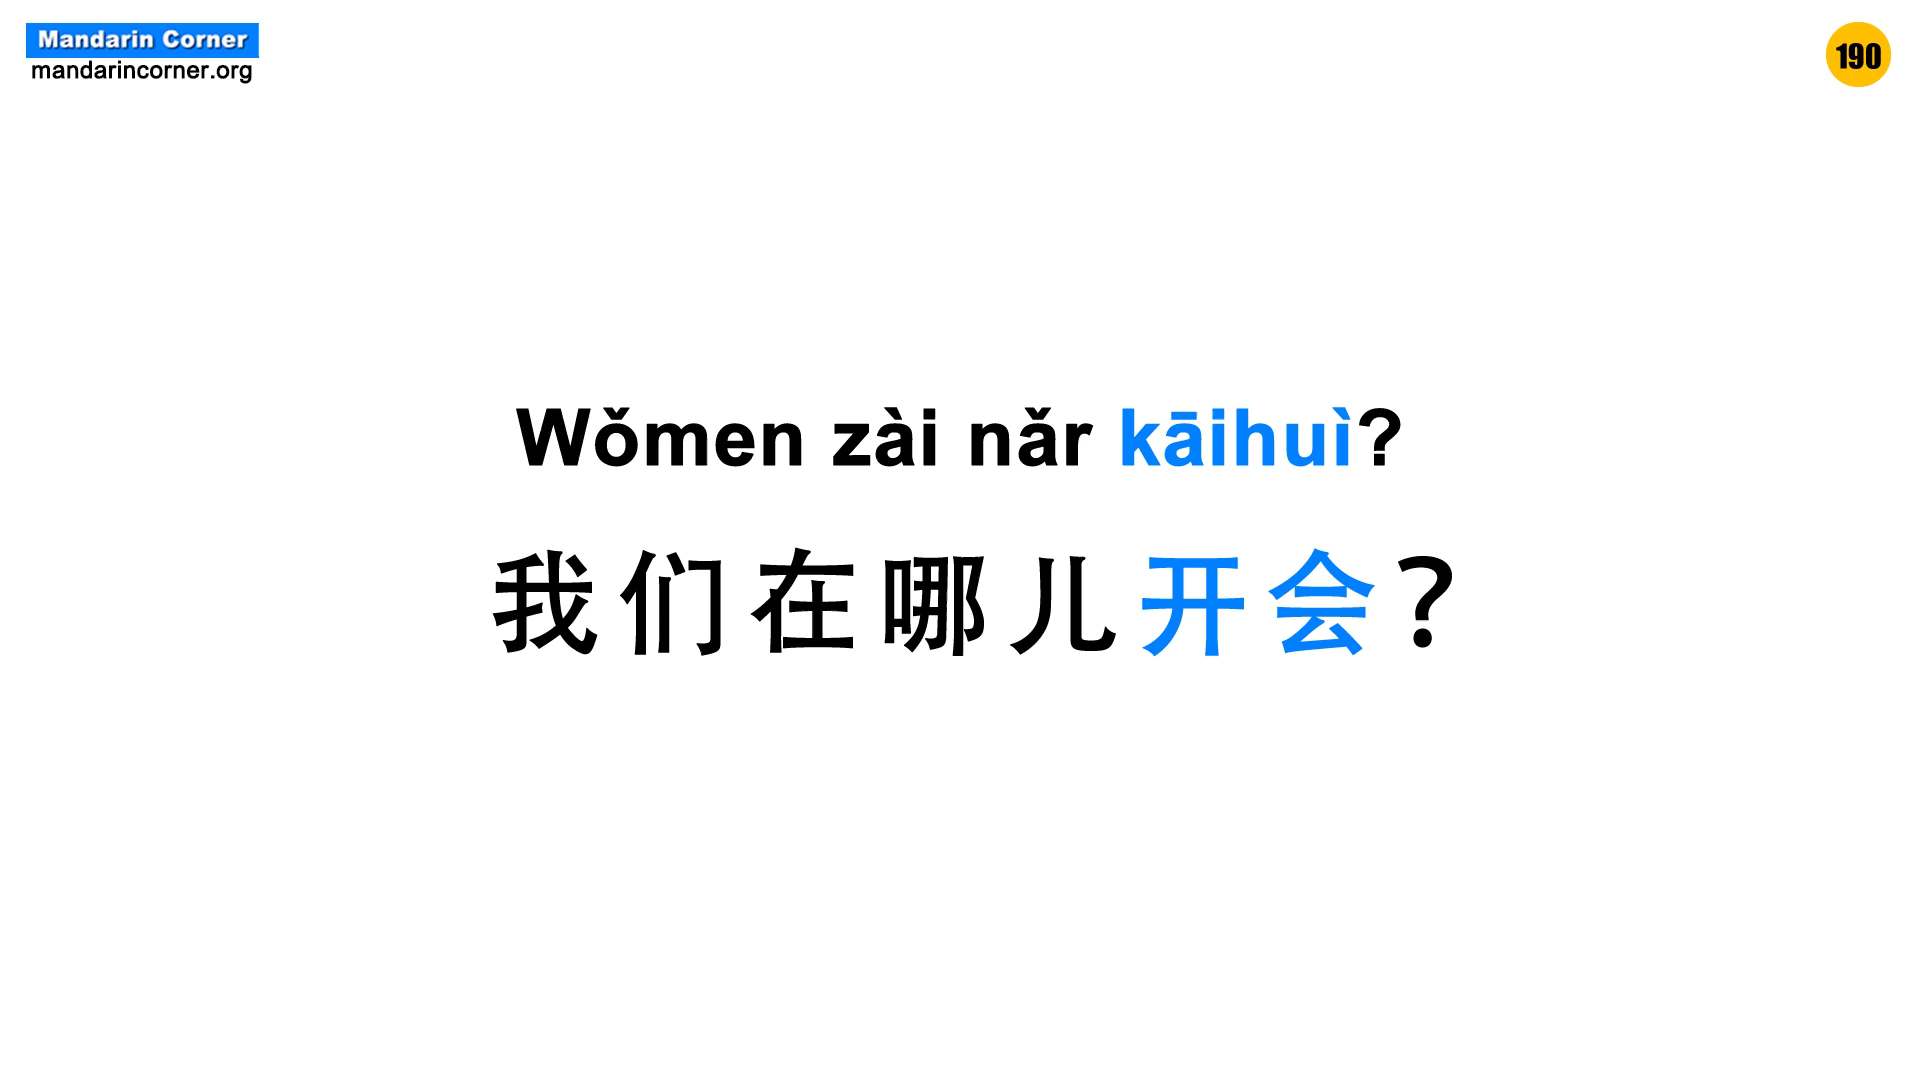 Mandarin Corner
mandarincorner.org
190
Wǒmen zài nǎr kāihuì?
我们在哪儿开会?